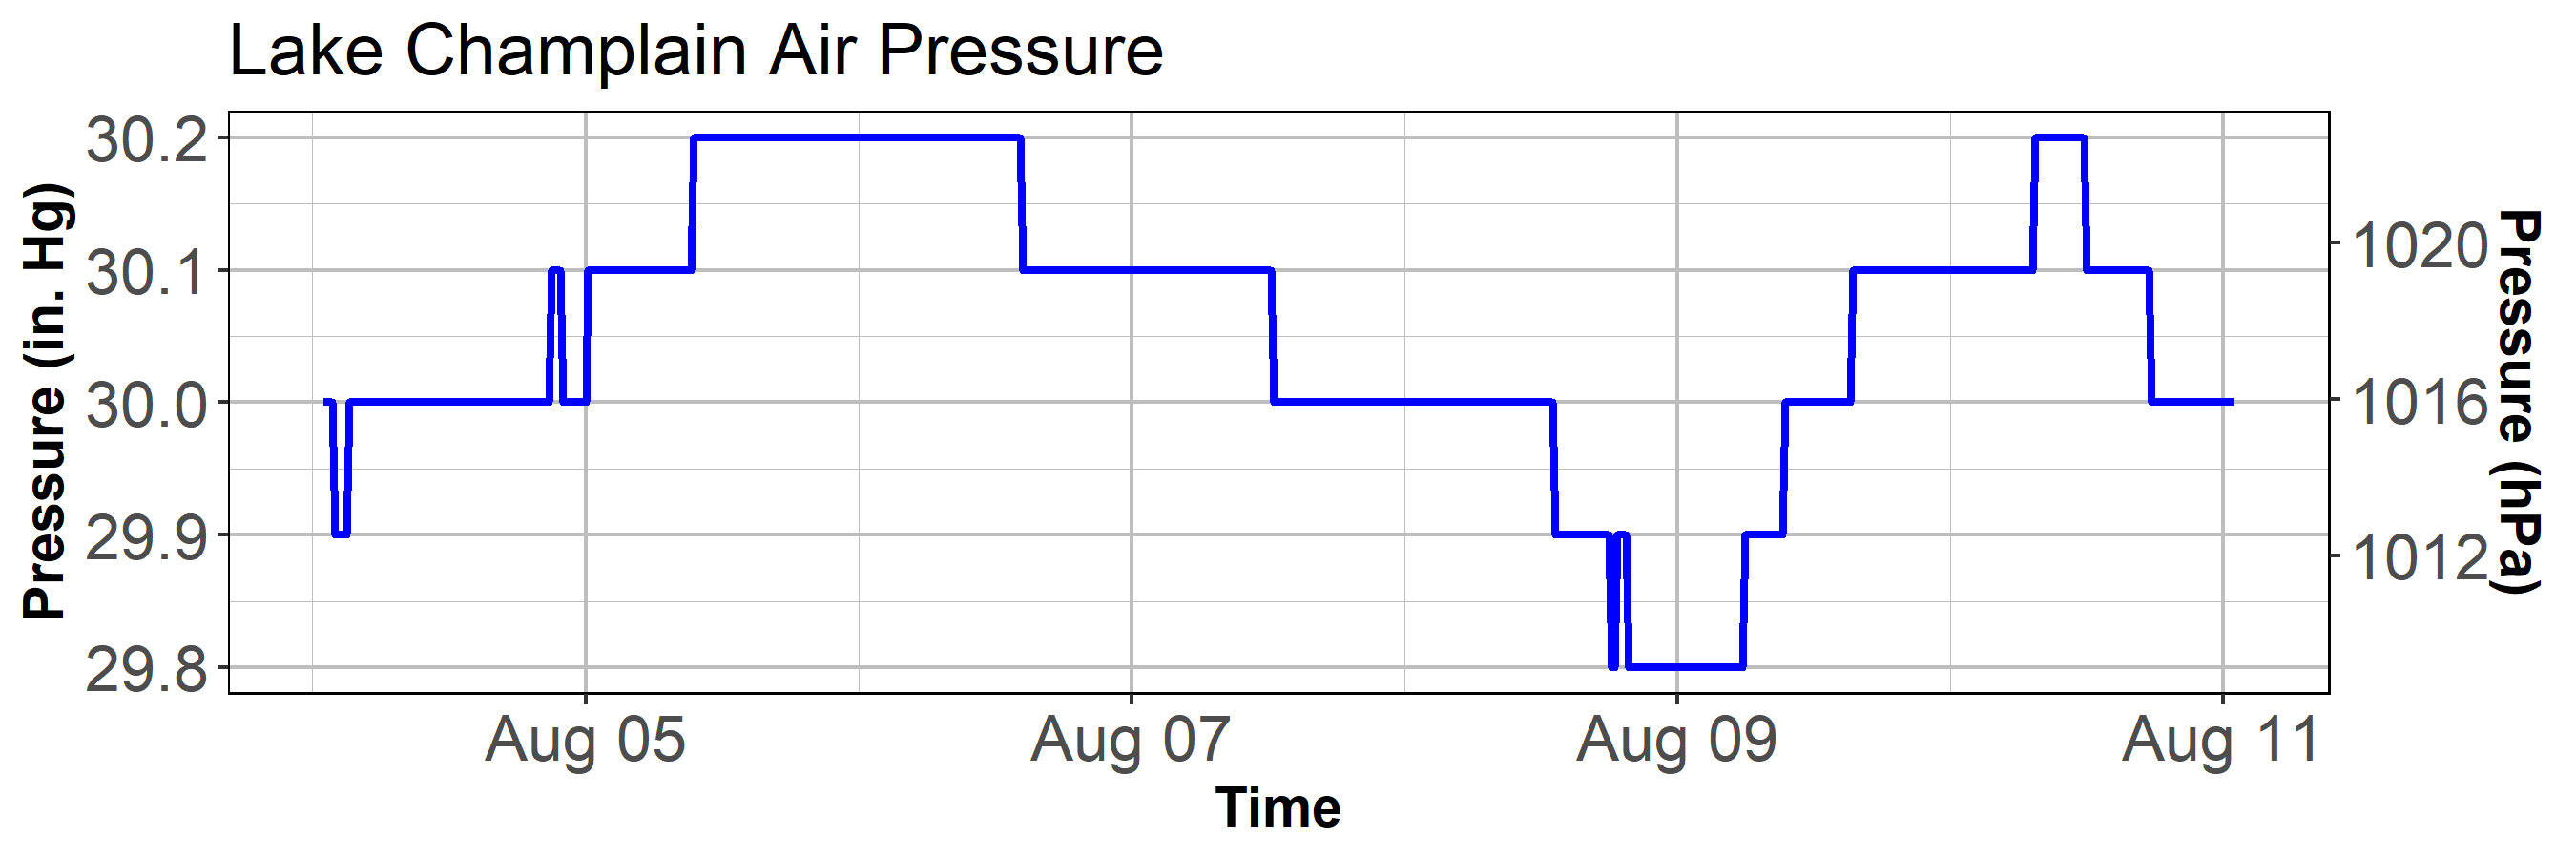 Lake Champlain Air Pressure
Pressure (in. Hg)
30.2
30.1
30.0
29.9
29.8
1020
1016
1012
Pressure (hPa)
Aug 05
Aug 07
Aug 09
Aug 11
Time